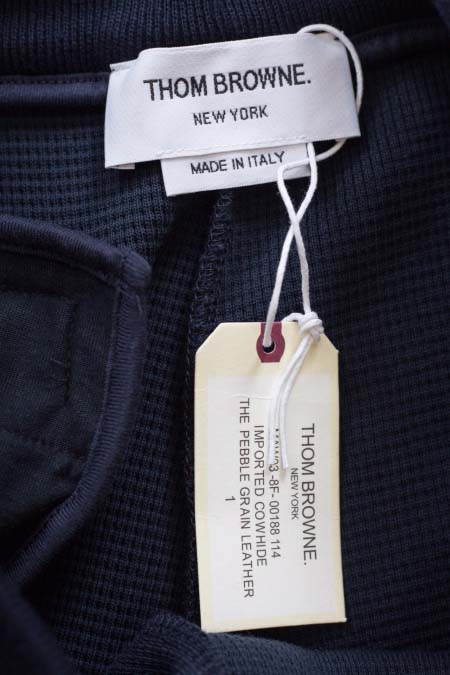 THOM BROWNE.
NEW YORK
MADE IN ITALY
THOM BROWNE.
NEW YORK
-8F- 00188 114
IMPORTED COWHIDE
THE PEBBLE GRAIN LEATHER
1